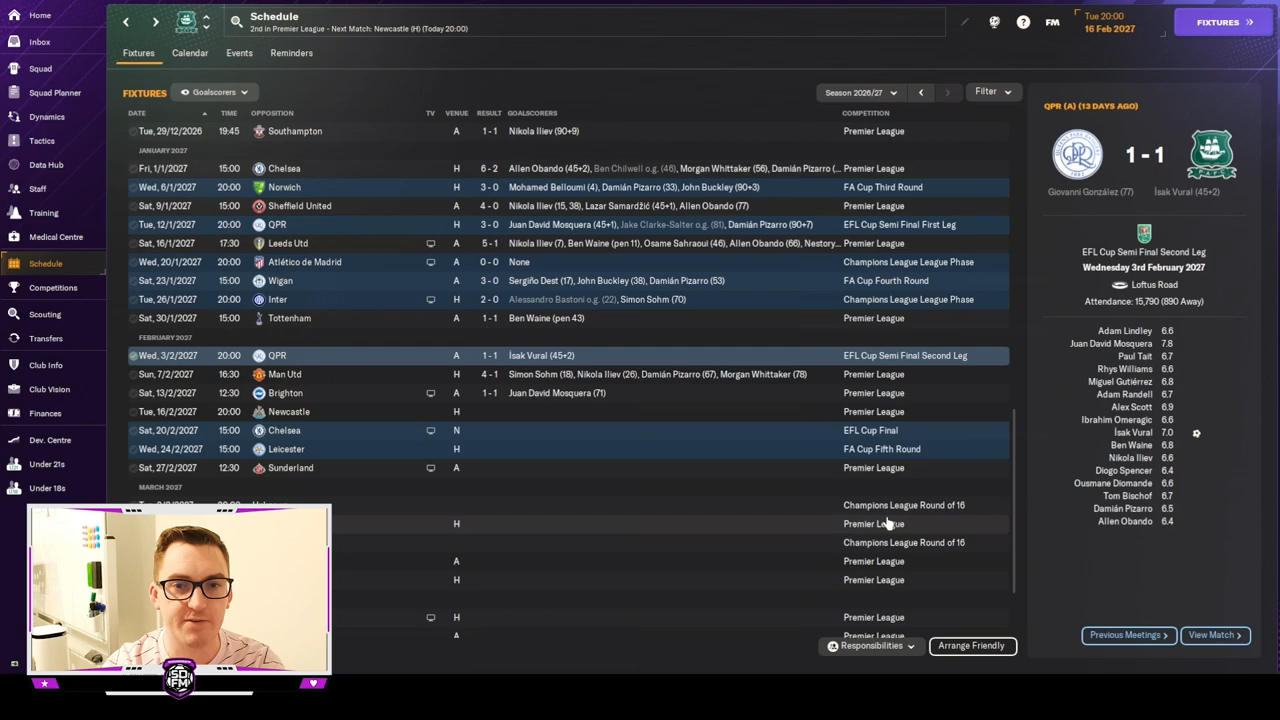 Home
Schedule
2nd in Premier League - Next Match: Newcastle (H) (Today 20:00)
FM
Tue 20:00
16 Feb 2027
FIXTURES
Inbox
Squad
Squad Planner
Dynamics
Tactics
Data Hub
Staff
Training
Medical Centre
Schedule
Competitions
Scouting
Transfers
Club Info
Club Vision
Finances
Dev. Centre
Under 21s
Under 18s
Fixtures Calendar Events Reminders
FIXTURES Goalscorers Season 2026/27 Filter
DATE TIME OPPOSITION TV VENUE RESULT GOALSCORERS COMPETITION
Tue, 29/12/2026 19:45 Southampton A 1-1 Nikola Iliev (90+9) Premier League
JANUARY 2027
Fri, 1/1/2027 15:00 Chelsea H 6-2 Allen Obando (45+2), Ben Chilwell o.g. (46), Morgan Whittaker (56), Damián Pizarro (... Premier League
Wed, 6/1/2027 20:00 Norwich H 3-0 Mohamed Belloumi (4), Damián Pizarro (33), John Buckley (90+3) FA Cup Third Round
Sat, 9/1/2027 15:00 Sheffield United A 4-0 Nikola Iliev (15, 38), Lazar Samardžić (45+1), Allen Obando (77) Premier League
Tue, 12/1/2027 20:00 QPR H 3-0 Juan David Mosquera (45+1), Jake Clarke-Salter o.g. (81), Damián Pizarro (90+7) EFL Cup Semi Final First Leg
Sat, 16/1/2027 17:30 Leeds Utd A 5-1 Nikola Iliev (7), Ben Waine (pen 11), Osame Sahraoui (46), Allen Obando (66), Nestory... Premier League
Wed, 20/1/2027 20:00 Atlético de Madrid A 0-0 None Champions League League Phase
Sat, 23/1/2027 15:00 Wigan A 3-0 Sergiño Dest (17), John Buckley (38), Damián Pizarro (53) FA Cup Fourth Round
Tue, 26/1/2027 20:00 Inter H 2-0 Alessandro Bastoni o.g. (22), Simon Sohm (70) Champions League League Phase
Sat, 30/1/2027 15:00 Tottenham A 1-1 Ben Waine (pen 43) Premier League
FEBRUARY 2027
Wed, 3/2/2027 20:00 QPR A 1-1 Ísak Vural (45+2) EFL Cup Semi Final Second Leg
Sun, 7/2/2027 16:30 Man Utd H 4-1 Simon Sohm (18), Nikola Iliev (26), Damián Pizarro (67), Morgan Whittaker (78) Premier League
Sat, 13/2/2027 12:30 Brighton A 1-1 Juan David Mosquera (71) Premier League
Tue, 16/2/2027 20:00 Newcastle H Premier League
Sat, 20/2/2027 15:00 Chelsea N EFL Cup Final
Wed, 24/2/2027 15:00 Leicester H FA Cup Fifth Round
Sat, 27/2/2027 12:30 Sunderland A Premier League
MARCH 2027
Champions League Round of 16
H Premier League
Champions League Round of 16
A Premier League
H Premier League
H Premier League
A Premier League
Responsibilities Arrange Friendly
QPR (A) (13 DAYS AGO)
1 - 1
Giovanni González (77) Ísak Vural (45+2)
EFL Cup Semi Final Second Leg
Wednesday 3rd February 2027
Loftus Road
Attendance: 15,790 (890 Away)
Adam Lindley 6.6
Juan David Mosquera 7.8
Paul Tait 6.7
Rhys Williams 6.6
Miguel Gutiérrez 6.8
Adam Randell 6.7
Alex Scott 6.9
Ibrahim Omeragic 6.6
Ísak Vural 7.0
Ben Waine 6.8
Nikola Iliev 6.6
Diogo Spencer 6.4
Ousmane Diomande 6.6
Tom Bischof 6.7
Damián Pizarro 6.5
Allen Obando 6.4
Previous Meetings View Match
SDFM